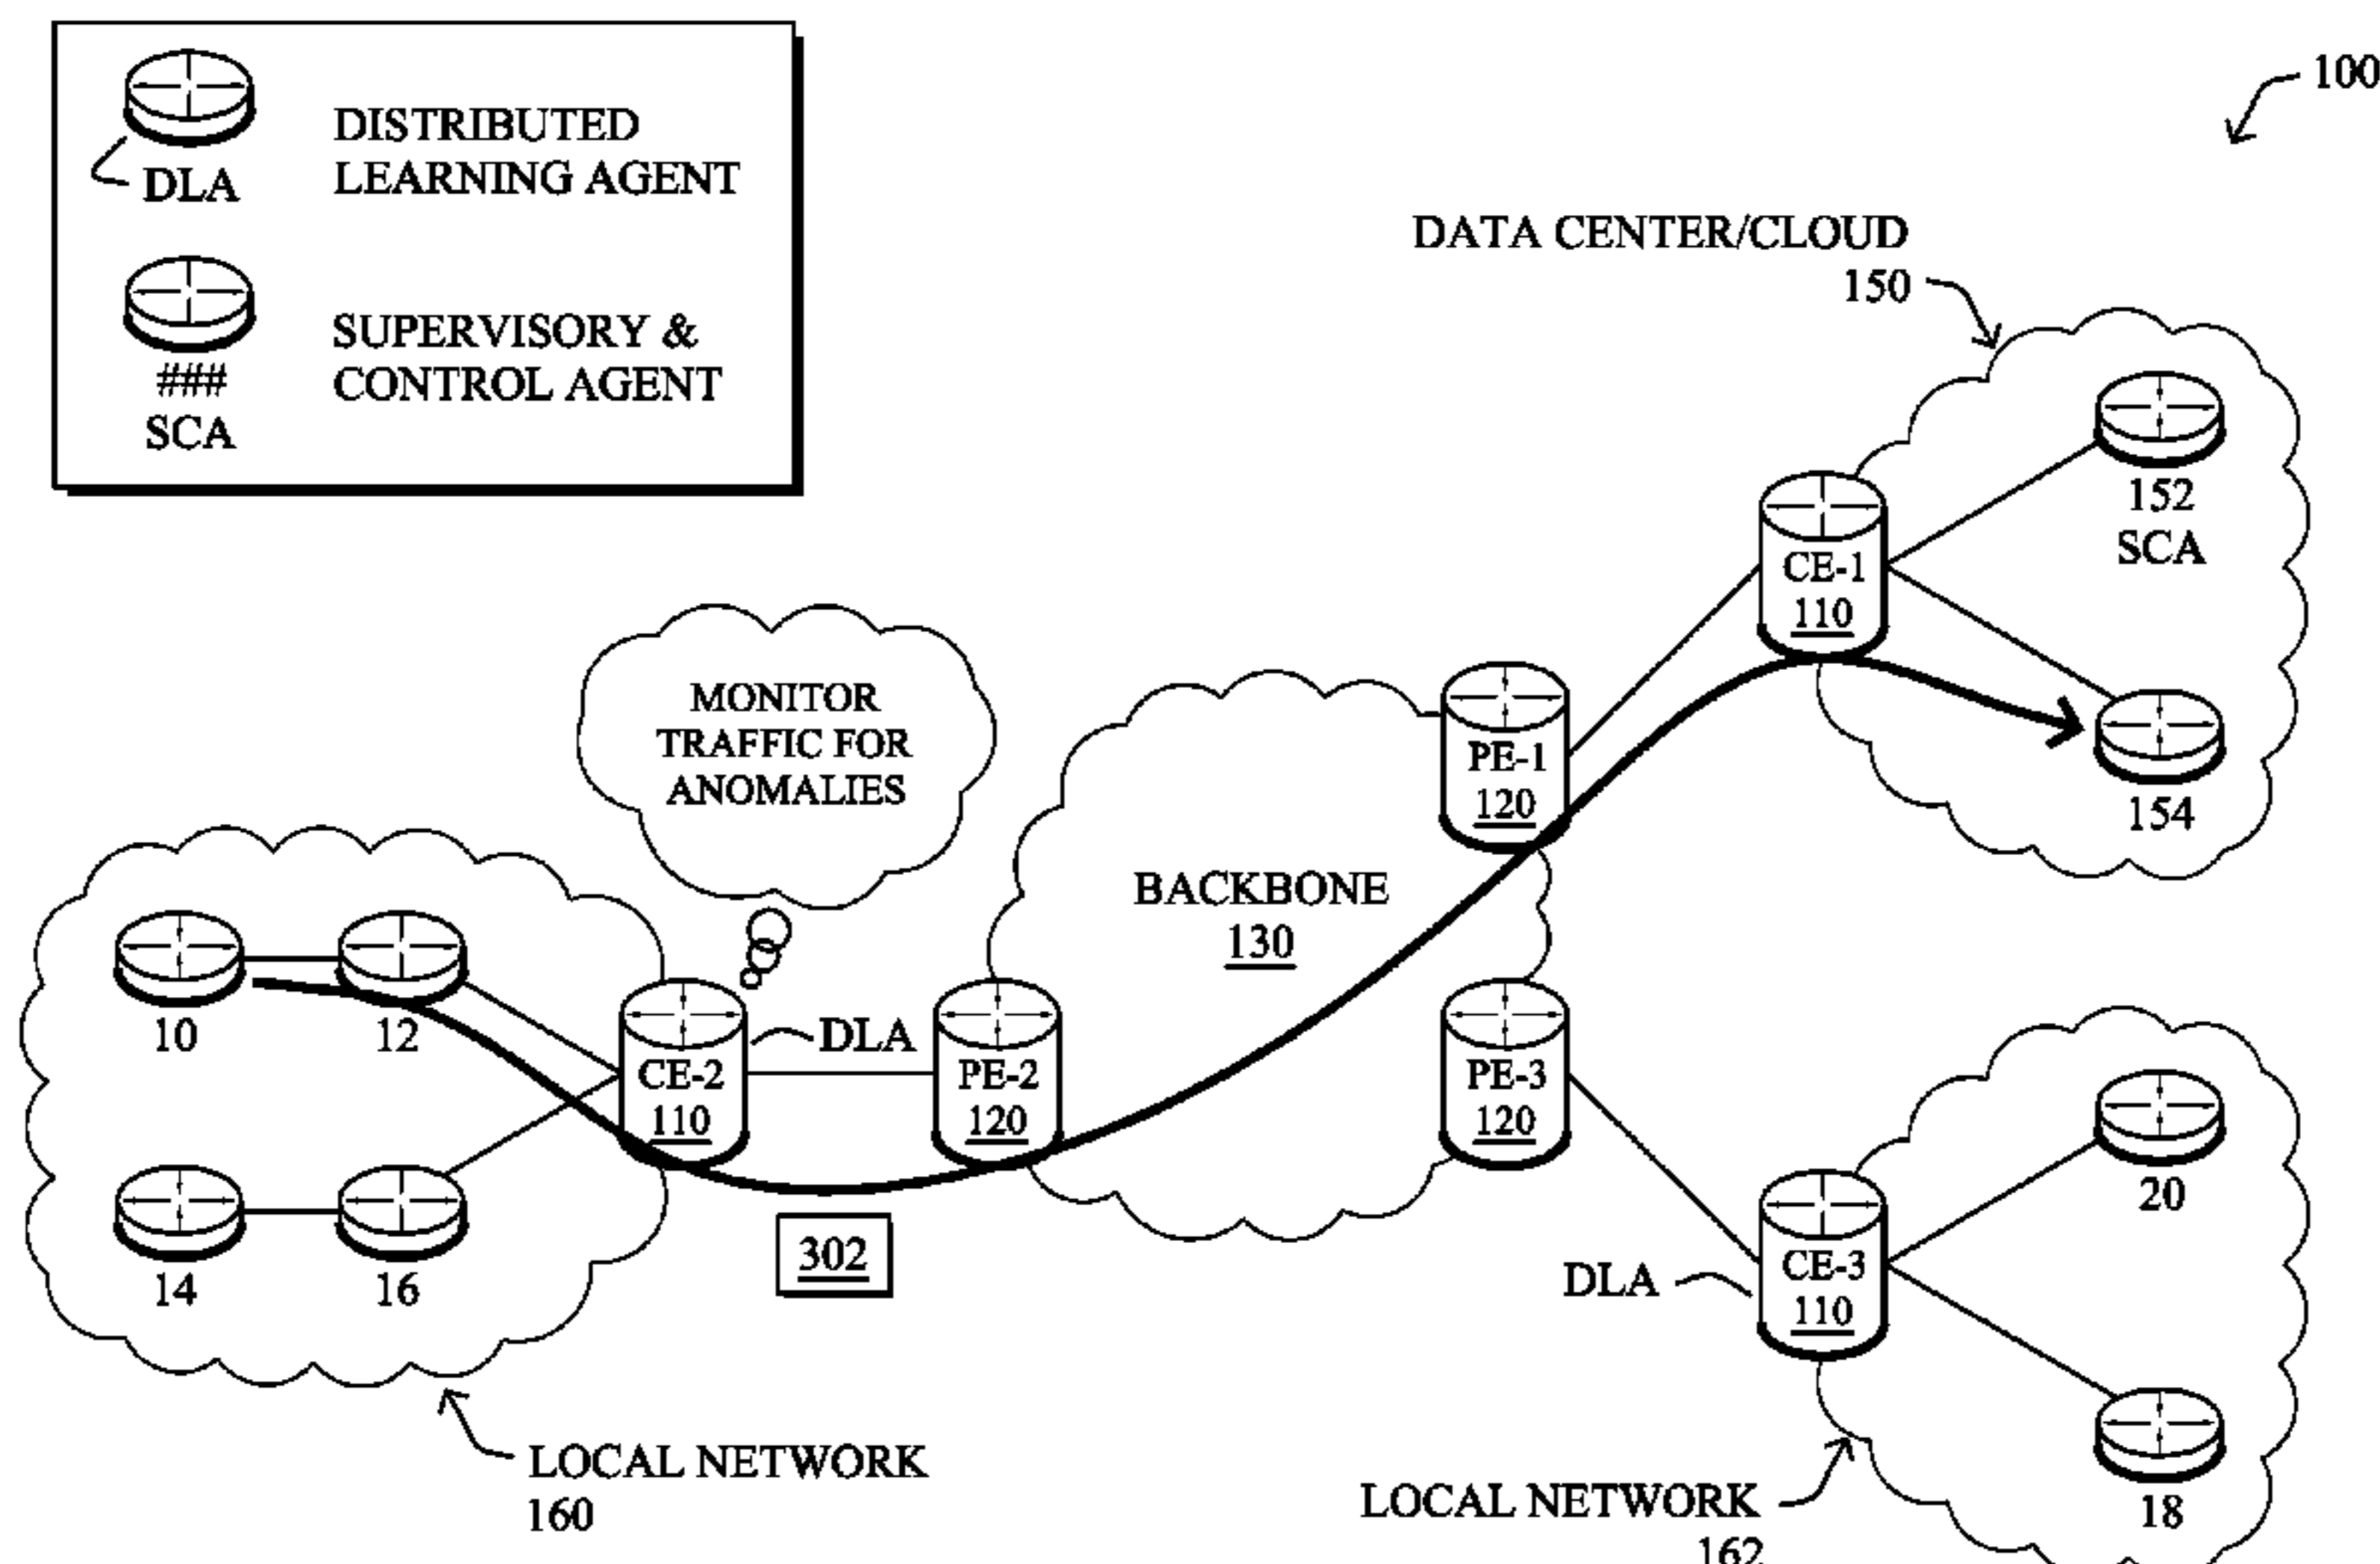 DISTRIBUTED
LEARNING AGENT
DLA
SUPERVISORY &
CONTROL AGENT
###
SCA
100
DATA CENTER/CLOUD
150
152
SCA
CE-1
110
154
MONITOR
TRAFFIC FOR
ANOMALIES
PE-1
120
BACKBONE
130
10
12
CE-2
110
DLA
PE-2
120
PE-3
120
14
16
302
20
DLA
CE-3
110
18
LOCAL NETWORK
160
LOCAL NETWORK
162